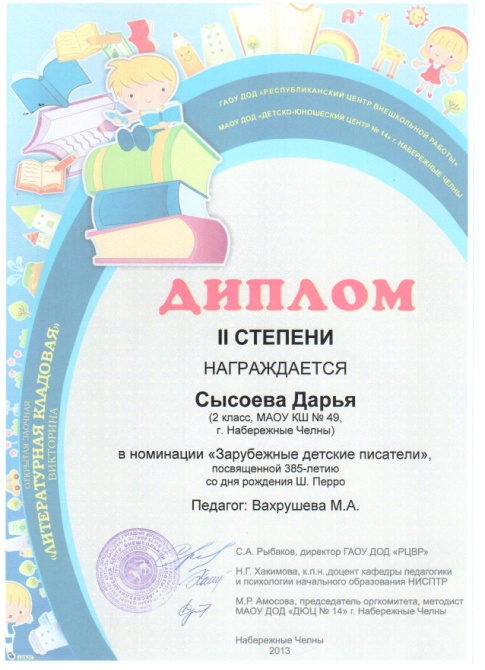 ГАОУ ДОД «РЕСПУБЛИКАНСКИЙ ЦЕНТР ВНЕШКОЛЬНОЙ РАБОТЫ»
МАОУ ДОД «ДЕТСКО-ЮНОШЕСКИЙ ЦЕНТР № 14» г. НАБЕРЕЖНЫЕ ЧЕЛНЫ
A+
ОТКРЫТАЯ ЗАОЧНАЯ
ВИКТОРИНА
«ЛИТЕРАТУРНАЯ КЛАДОВАЯ»
ДИПЛОМ
II СТЕПЕНИ
НАГРАЖДАЕТСЯ
Сысоева Дарья
(2 класс, МАОУ КШ № 49,
г. Набережные Челны)
в номинации «Зарубежные детские писатели»,
посвященной 385-летию
со дня рождения Ш. Перро
Педагог: Вахрушева М.А.
С.А. Рыбаков, директор ГАОУ ДОД «РЦВР»
Н.Г. Хакимова, к.п.н.,доцент кафедры педагогики
и психологии начального образования НИСПТР
М.Р. Амосова, председатель оргкомитета, методист
МАОУ ДОД «ДЮЦ № 14» г. Набережные Челны
Набережные Челны
2013